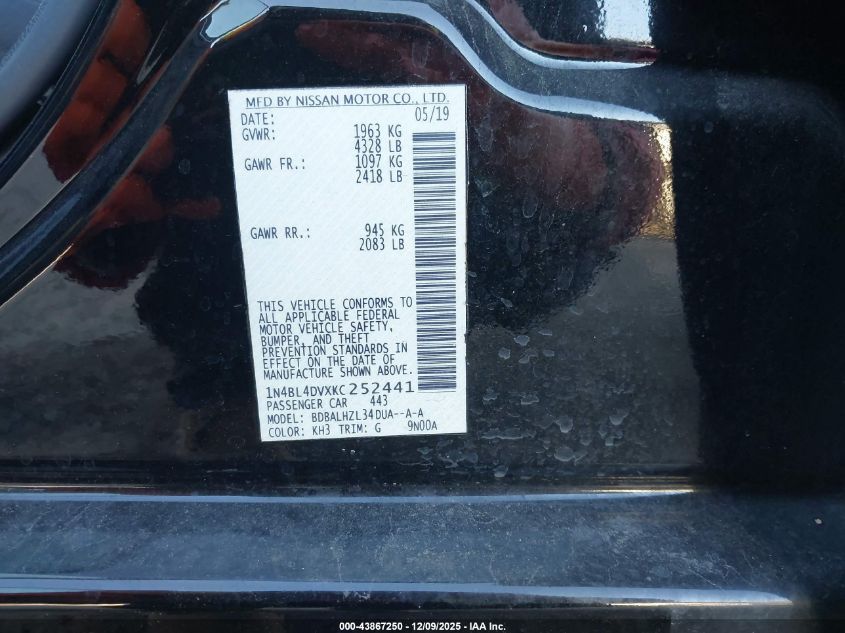 MFD BY NISSAN MOTOR CO., LTD.
DATE: 05/19
GVWR: 1963 KG
4328 LB
GAWR FR.: 1097 KG
2418 LB
GAWR RR.: 945 KG
2083 LB
THIS VEHICLE CONFORMS TO
ALL APPLICABLE FEDERAL
MOTOR VEHICLE SAFETY,
BUMPER, AND THEFT
PREVENTION STANDARDS IN
EFFECT ON THE DATE OF
MANUFACTURE SHOWN ABOVE.
1N4BL4DVXKC252441
PASSENGER CAR 443
MODEL: BDBALHZL34DUA--A-A
COLOR: KH3 TRIM: G 9N00A
000-43867250 - 12/09/2025 - IAA Inc.